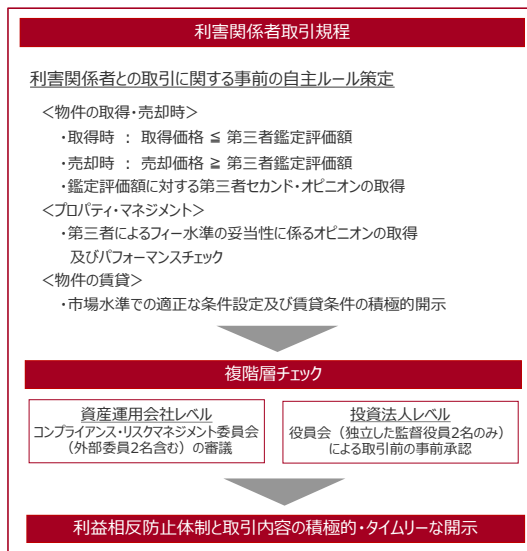 利害関係者取引規程
利害関係者との取引に関する事前の自主ルール策定
＜物件の取得・売却時＞
・取得時 ： 取得価格 ≦ 第三者鑑定評価額
・売却時 ： 売却価格 ≧ 第三者鑑定評価額
・鑑定評価額に対する第三者セカンド・オピニオンの取得
＜プロパティ・マネジメント＞
・第三者によるフィー水準の妥当性に係るオピニオンの取得
及びパフォーマンスチェック
＜物件の賃貸＞
・市場水準での適正な条件設定及び賃貸条件の積極的開示
複階層チェック
資産運用会社レベル
コンプライアンス・リスクマネジメント委員会
（外部委員2名含む）の審議
投資法人レベル
役員会（独立した監督役員2名のみ）
による取引前の事前承認
利益相反防止体制と取引内容の積極的・タイムリーな開示